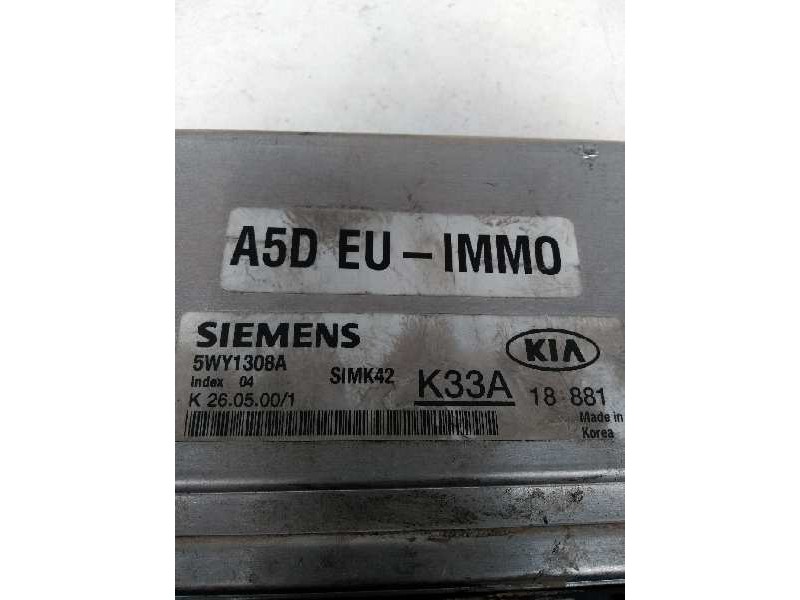 A5D EU - IMMO
SIEMENS
5WY1308A
SIMK42
KIA
Index 04
K33A
18 881
K 26.05.00/1
Made in
Korea